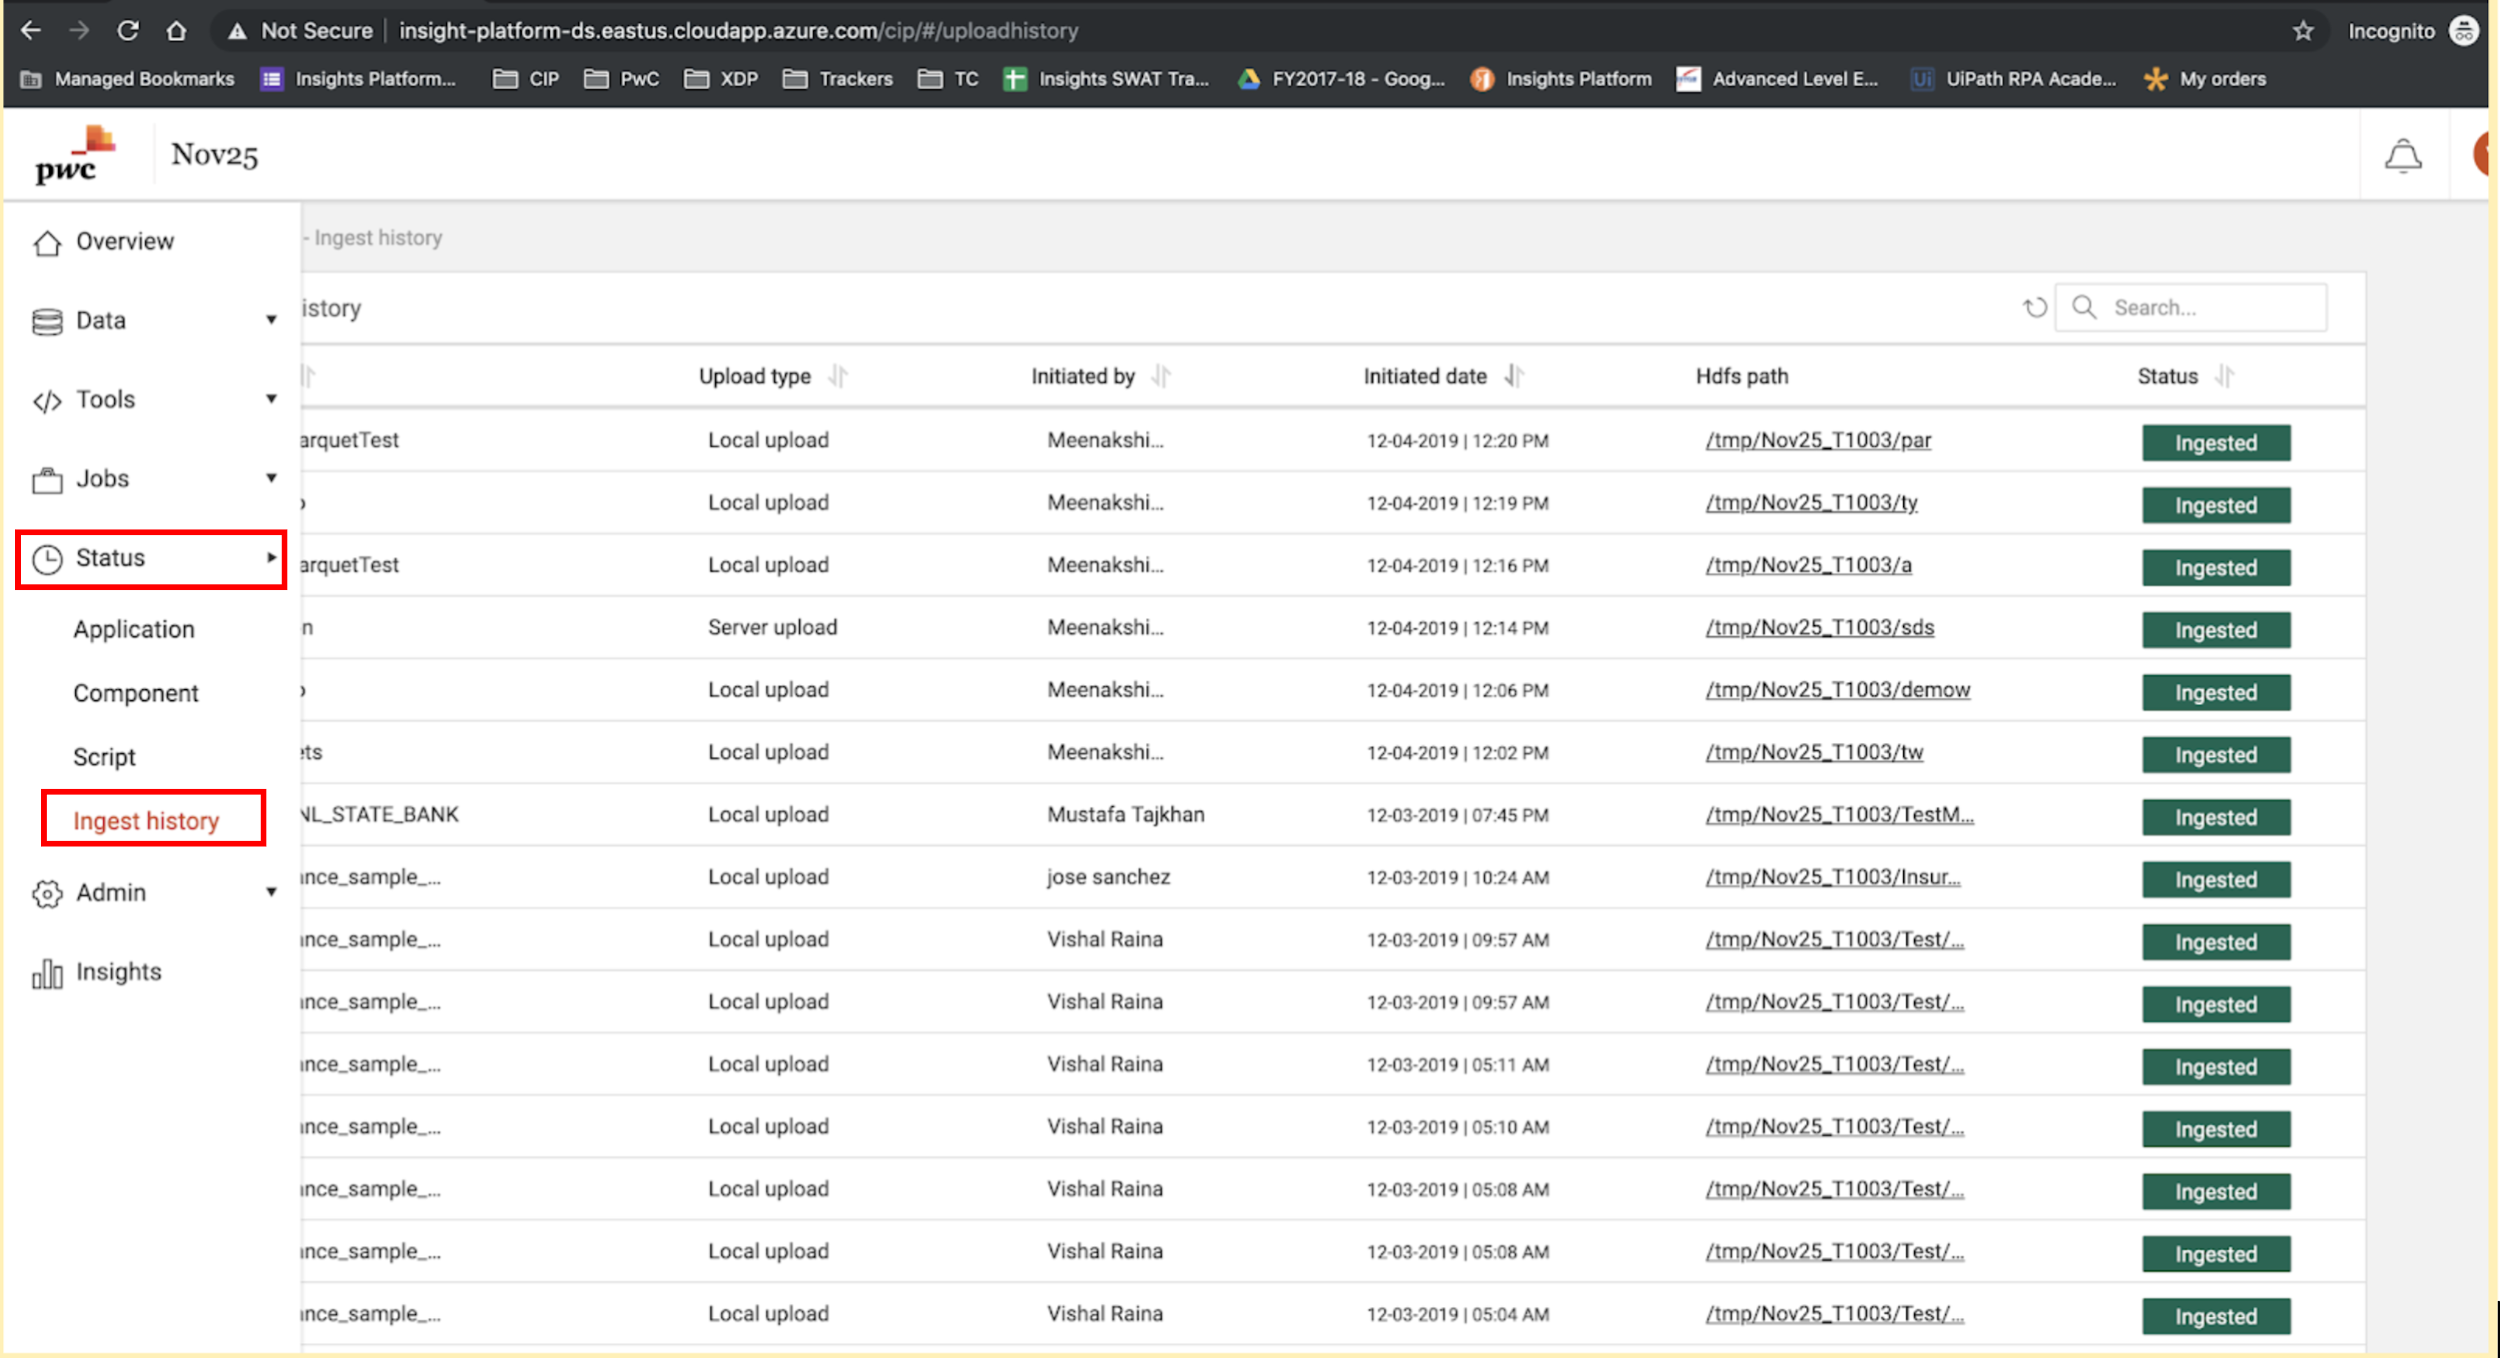 Not Secure | insight-platform-ds.eastus.cloudapp.azure.com/cip/#/uploadhistory Incognito
Managed Bookmarks Insights Platform... CIP PwC XDP Trackers TC Insights SWAT Tra... FY2017-18 - Goog... Insights Platform Advanced Level E... UiPath RPA Acade... My orders
pwc Nov25
Overview
Data
Tools
Jobs
Status
Application
Component
Script
Ingest history
Admin
Insights
- Ingest history
istory Search...
Upload type Initiated by Initiated date Hdfs path Status
arquetTest Local upload Meenakshi... 12-04-2019 | 12:20 PM /tmp/Nov25_T1003/par Ingested
Local upload Meenakshi... 12-04-2019 | 12:19 PM /tmp/Nov25_T1003/ty Ingested
arquetTest Local upload Meenakshi... 12-04-2019 | 12:16 PM /tmp/Nov25_T1003/a Ingested
n Server upload Meenakshi... 12-04-2019 | 12:14 PM /tmp/Nov25_T1003/sds Ingested
Local upload Meenakshi... 12-04-2019 | 12:06 PM /tmp/Nov25_T1003/demow Ingested
ets Local upload Meenakshi... 12-04-2019 | 12:02 PM /tmp/Nov25_T1003/tw Ingested
NL_STATE_BANK Local upload Mustafa Tajkhan 12-03-2019 | 07:45 PM /tmp/Nov25_T1003/TestM... Ingested
ance_sample_... Local upload jose sanchez 12-03-2019 | 10:24 AM /tmp/Nov25_T1003/Insur... Ingested
ance_sample_... Local upload Vishal Raina 12-03-2019 | 09:57 AM /tmp/Nov25_T1003/Test/... Ingested
ance_sample_... Local upload Vishal Raina 12-03-2019 | 09:57 AM /tmp/Nov25_T1003/Test/... Ingested
ance_sample_... Local upload Vishal Raina 12-03-2019 | 05:11 AM /tmp/Nov25_T1003/Test/... Ingested
ance_sample_... Local upload Vishal Raina 12-03-2019 | 05:10 AM /tmp/Nov25_T1003/Test/... Ingested
ance_sample_... Local upload Vishal Raina 12-03-2019 | 05:08 AM /tmp/Nov25_T1003/Test/... Ingested
ance_sample_... Local upload Vishal Raina 12-03-2019 | 05:08 AM /tmp/Nov25_T1003/Test/... Ingested
ance_sample_... Local upload Vishal Raina 12-03-2019 | 05:04 AM /tmp/Nov25_T1003/Test/... Ingested